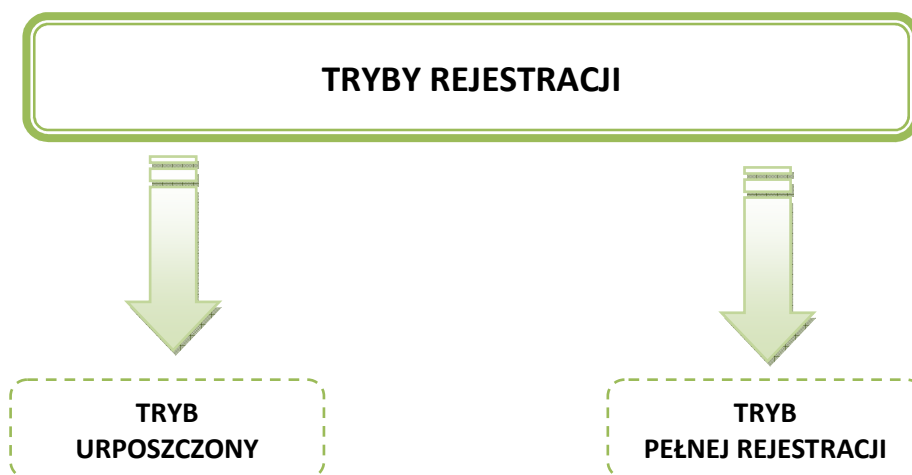 TRYBY REJESTRACJI
TRYB
URPOSZCZONY
TRYB
PEŁNEJ REJESTRACJI